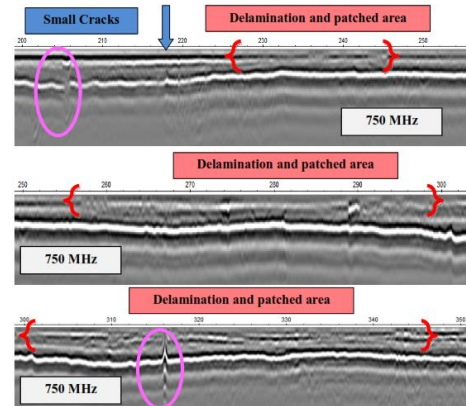 Small Cracks Delamination and patched area
200 210 220 230 240 250
750 MHz
Delamination and patched area
250 260 270 280 290 300
750 MHz
Delamination and patched area
300 310 320 330 340 350
750 MHz